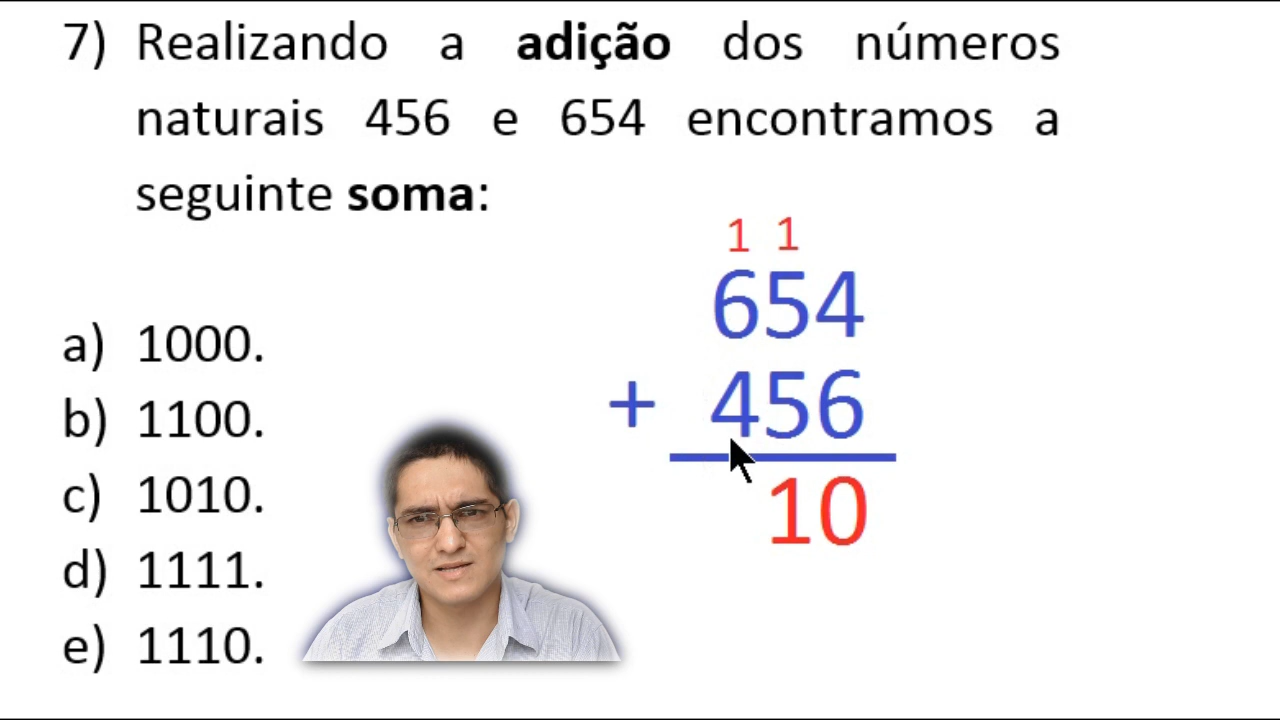 7) Realizando a adição dos números
naturais 456 e 654 encontramos a
seguinte soma:
1 1
654
+ 456
10
a) 1000.
b) 1100.
c) 1010.
d) 1111.
e) 1110.